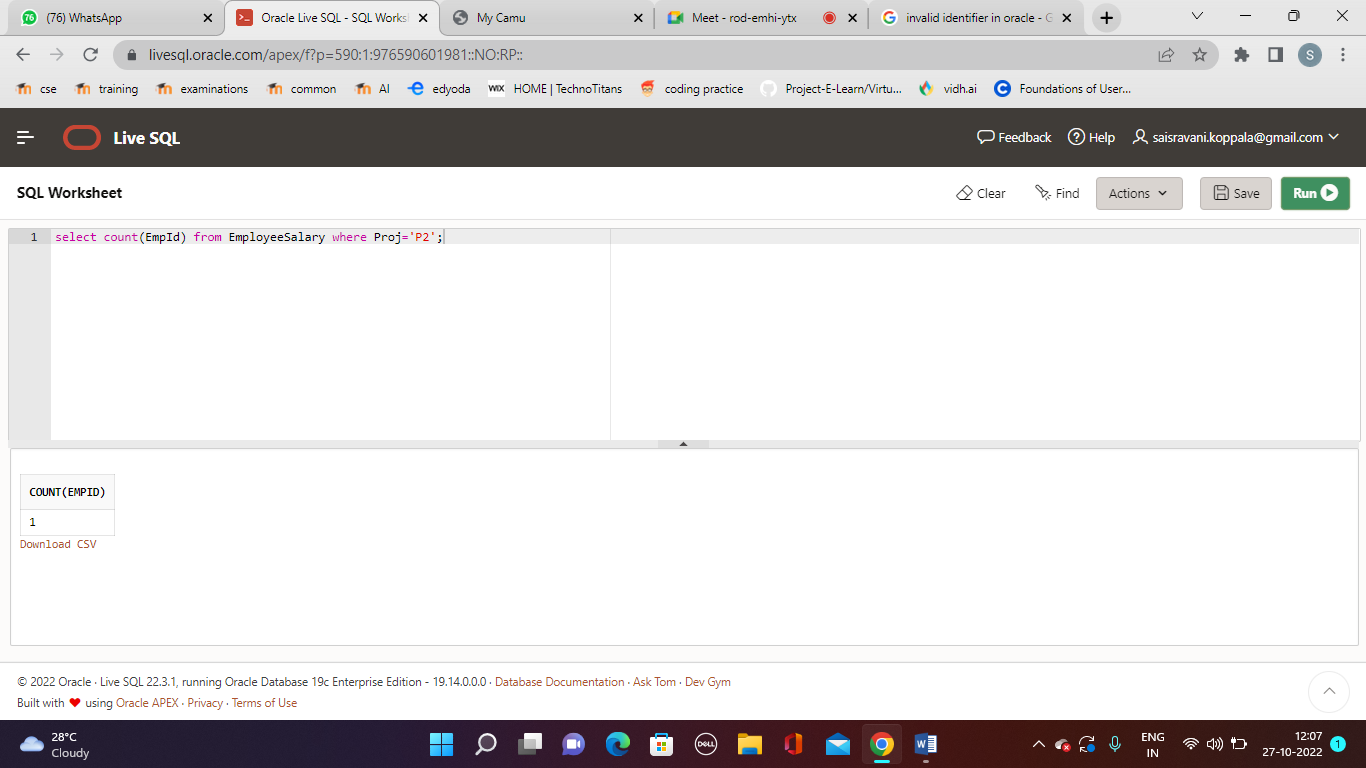 76 (76) WhatsApp
Oracle Live SQL - SQL Works
My Camu
Meet - rod-emhi-ytx
G invalid identifier in oracle - G
livesql.oracle.com/apex/f?p=590:1:976590601981::NO:RP::
S
cse training examinations common AI edyoda WIX HOME | TechnoTitans coding practice Project-E-Learn/Virtu... vidh.ai C Foundations of User...
Live SQL
Feedback ? Help saisravani.koppala@gmail.com
SQL Worksheet
Clear Find Actions Save Run
1 select count(EmpId) from EmployeeSalary where Proj='P2';
COUNT(EMPID)
1
Download CSV
© 2022 Oracle · Live SQL 22.3.1, running Oracle Database 19c Enterprise Edition - 19.14.0.0.0 · Database Documentation · Ask Tom · Dev Gym
Built with ❤ using Oracle APEX · Privacy · Terms of Use
28°C
Cloudy
DELL
W
ENG
IN
12:07
27-10-2022
1